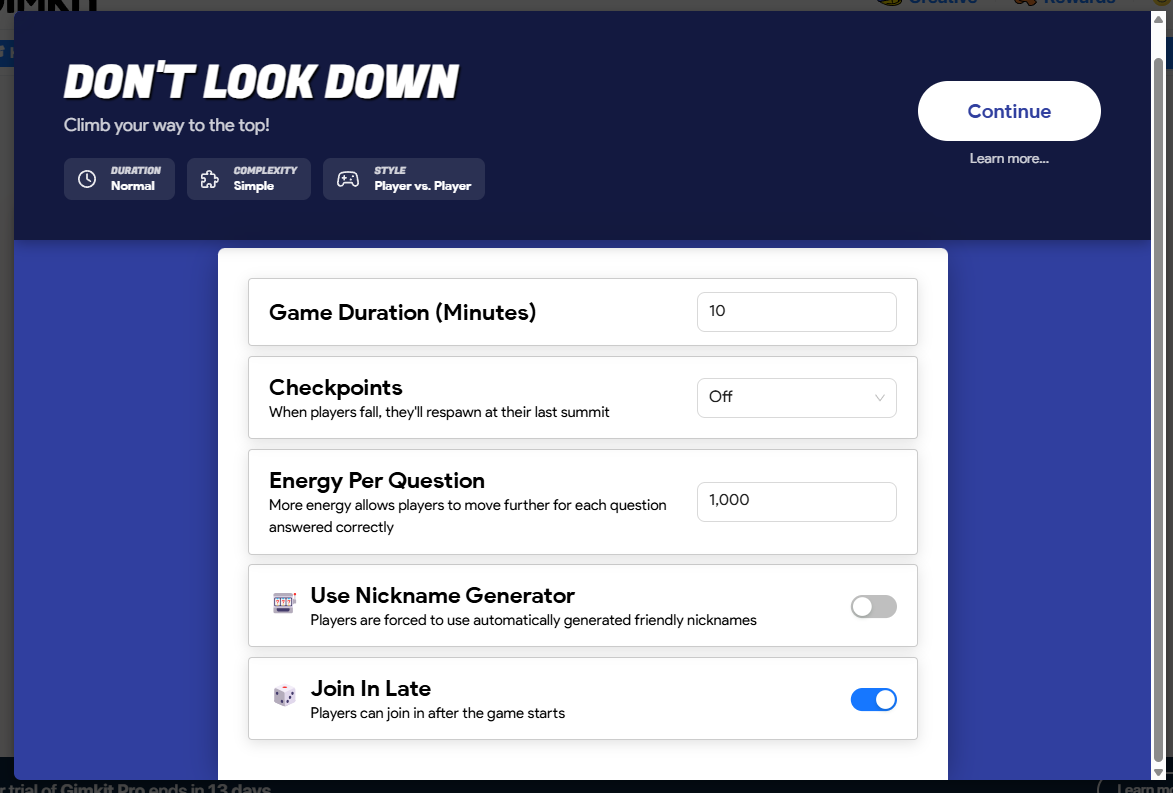 Creative
Rewards
DON'T LOOK DOWN
Climb your way to the top!
DURATION
Normal
COMPLEXITY
Simple
STYLE
Player vs. Player
Continue
Learn more...
Game Duration (Minutes)
10
Checkpoints
When players fall, they'll respawn at their last summit
Off
Energy Per Question
More energy allows players to move further for each question
answered correctly
1,000
Use Nickname Generator
Players are forced to use automatically generated friendly nicknames
Join In Late
Players can join in after the game starts
r trial of Gimkit Pro ends in 13 days
Learn m